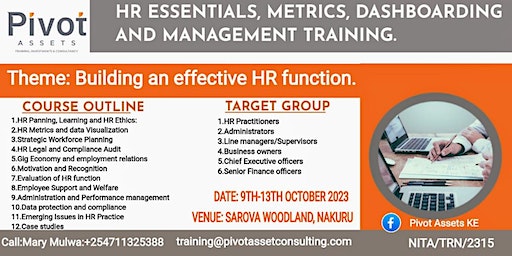 Pivot
ASSETS
TRAINING, INVESTMENTS & CONSULTANCY
HR ESSENTIALS, METRICS, DASHBOARDING
AND MANAGEMENT TRAINING.
Theme: Building an effective HR function.
COURSE OUTLINE
1.HR Panning, Learning and HR Ethics:
2.HR Metrics and data Visualization
3.Strategic Workforce Planning
4.HR Legal and Compliance Audit
5.Gig Economy and employment relations
6.Motivation and Recognition
7.Evaluation of HR function
8.Employee Support and Welfare
9.Administration and Performance management
10.Data protection and compliance
11.Emerging Issues in HR Practice
12.Case studies
TARGET GROUP
1.HR Practitioners
2.Administrators
3.Line managers/Supervisors
4.Business owners
5.Chief Executive officers
6.Senior Finance officers
DATE: 9TH-13TH OCTOBER 2023
VENUE: SAROVA WOODLAND, NAKURU
Pivot Assets KE
Call:Mary Mulwa:+254711325388
training@pivotassetconsulting.com
NITA/TRN/2315